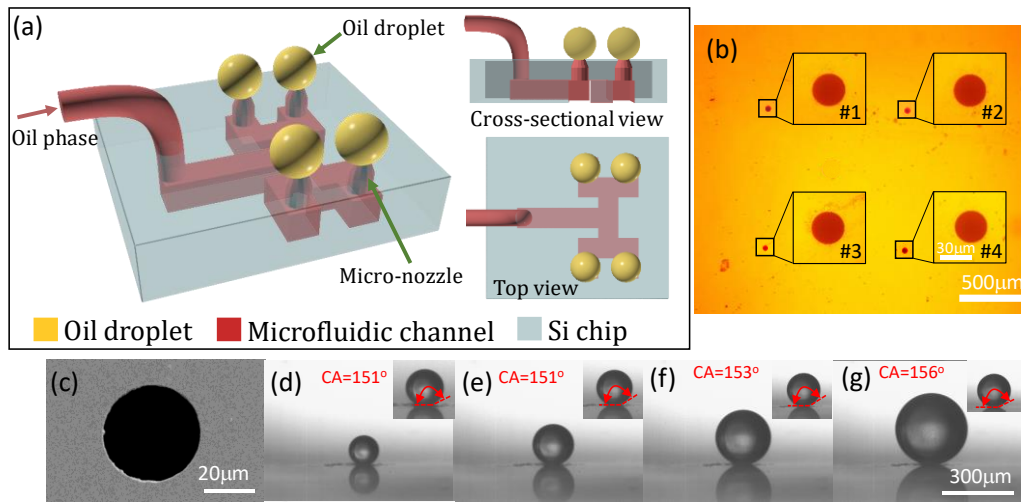 (a)
Oil droplet
Oil phase
Micro-nozzle
Cross-sectional view
Top view
Oil droplet
Microfluidic channel
Si chip
(b)
#1
#2
#3
#4
30μm
500μm
(c)
20μm
(d)
CA=151°
(e)
CA=151°
(f)
CA=153°
(g)
CA=156°
300μm